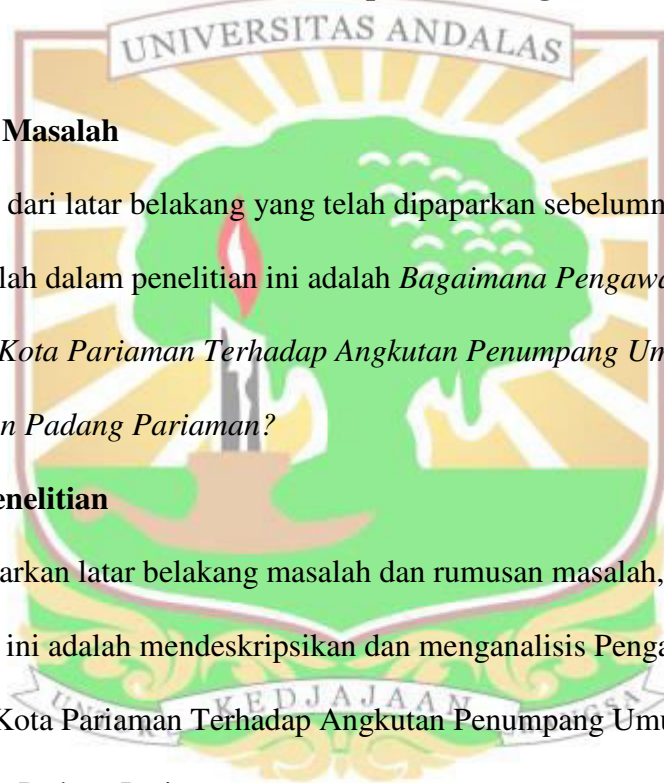 UNIVERSITAS ANDALAS
Masalah
dari latar belakang yang telah dipaparkan sebelumn
lah dalam penelitian ini adalah Bagaimana Pengawa
Kota Pariaman Terhadap Angkutan Penumpang Um
n Padang Pariaman?
enelitian
arkan latar belakang masalah dan rumusan masalah,
ini adalah mendeskripsikan dan menganalisis Penga
KEDJAJAAN
Kota Pariaman Terhadap Angkutan Penumpang Umu